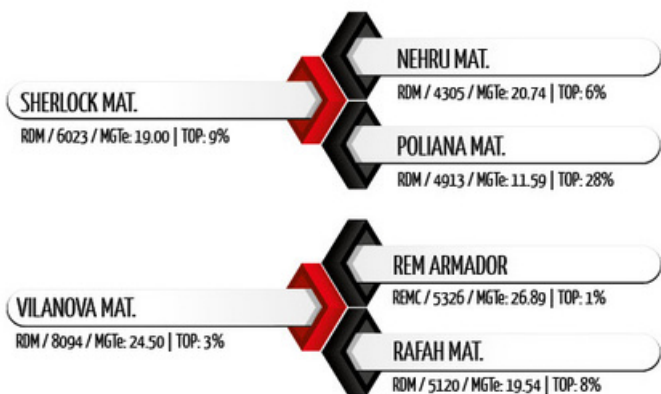 NEHRU MAT.
RDM / 4305 / MGTe: 20.74 | TOP: 6%
SHERLOCK MAT.
RDM / 6023 / MGTe: 19.00 | TOP: 9%
POLIANA MAT.
RDM / 4913 / MGTe: 11.59 | TOP: 28%
REM ARMADOR
REMC / 5326 / MGTe: 26.89 | TOP: 1%
VILANOVA MAT.
RDM / 8094 / MGTe: 24.50 | TOP: 3%
RAFAH MAT.
RDM / 5120 / MGTe: 19.54 | TOP: 8%